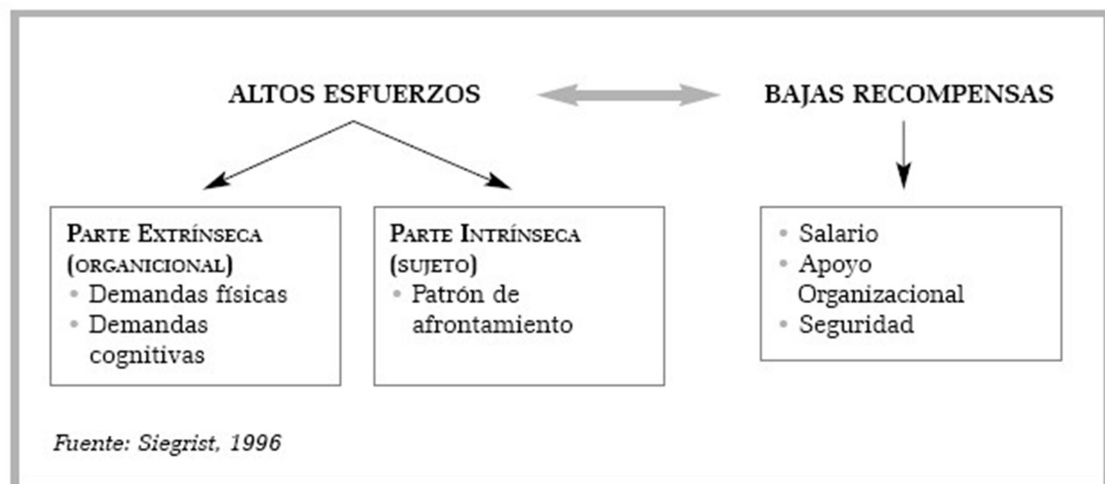 ALTOS ESFUERZOS
BAJAS RECOMPENSAS
PARTE EXTRÍNSECA
(ORGANICIONAL)
• Demandas físicas
• Demandas
cognitivas
PARTE INTRÍNSECA
(SUJETO)
• Patrón de
afrontamiento
• Salario
• Apoyo
Organizacional
• Seguridad
Fuente: Siegrist, 1996